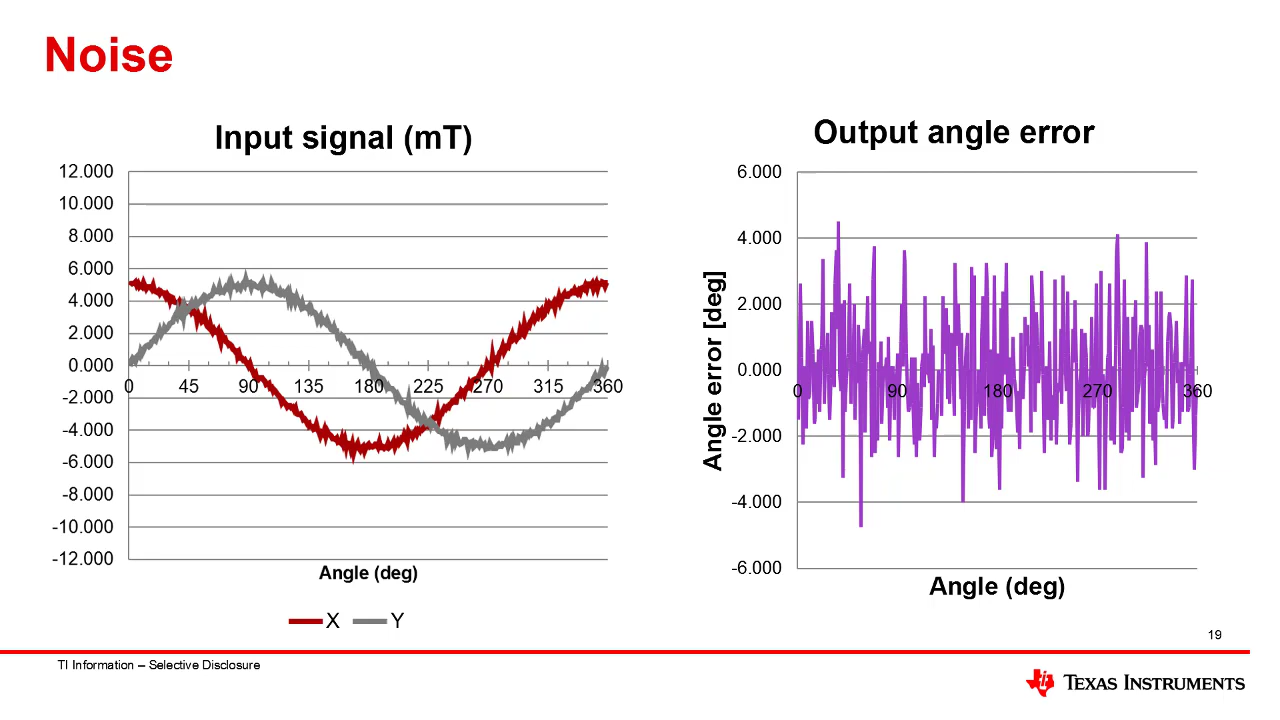 Noise
Input signal (mT)
12.000
10.000
8.000
6.000
4.000
2.000
0.000
-2.000
-4.000
-6.000
-8.000
-10.000
-12.000
0 45 90 135 180 225 270 315 360
Angle (deg)
X Y
Output angle error
Angle error [deg]
6.000
4.000
2.000
0.000
-2.000
-4.000
-6.000
0 90 180 270 360
Angle (deg)
19
TI Information – Selective Disclosure
TEXAS INSTRUMENTS